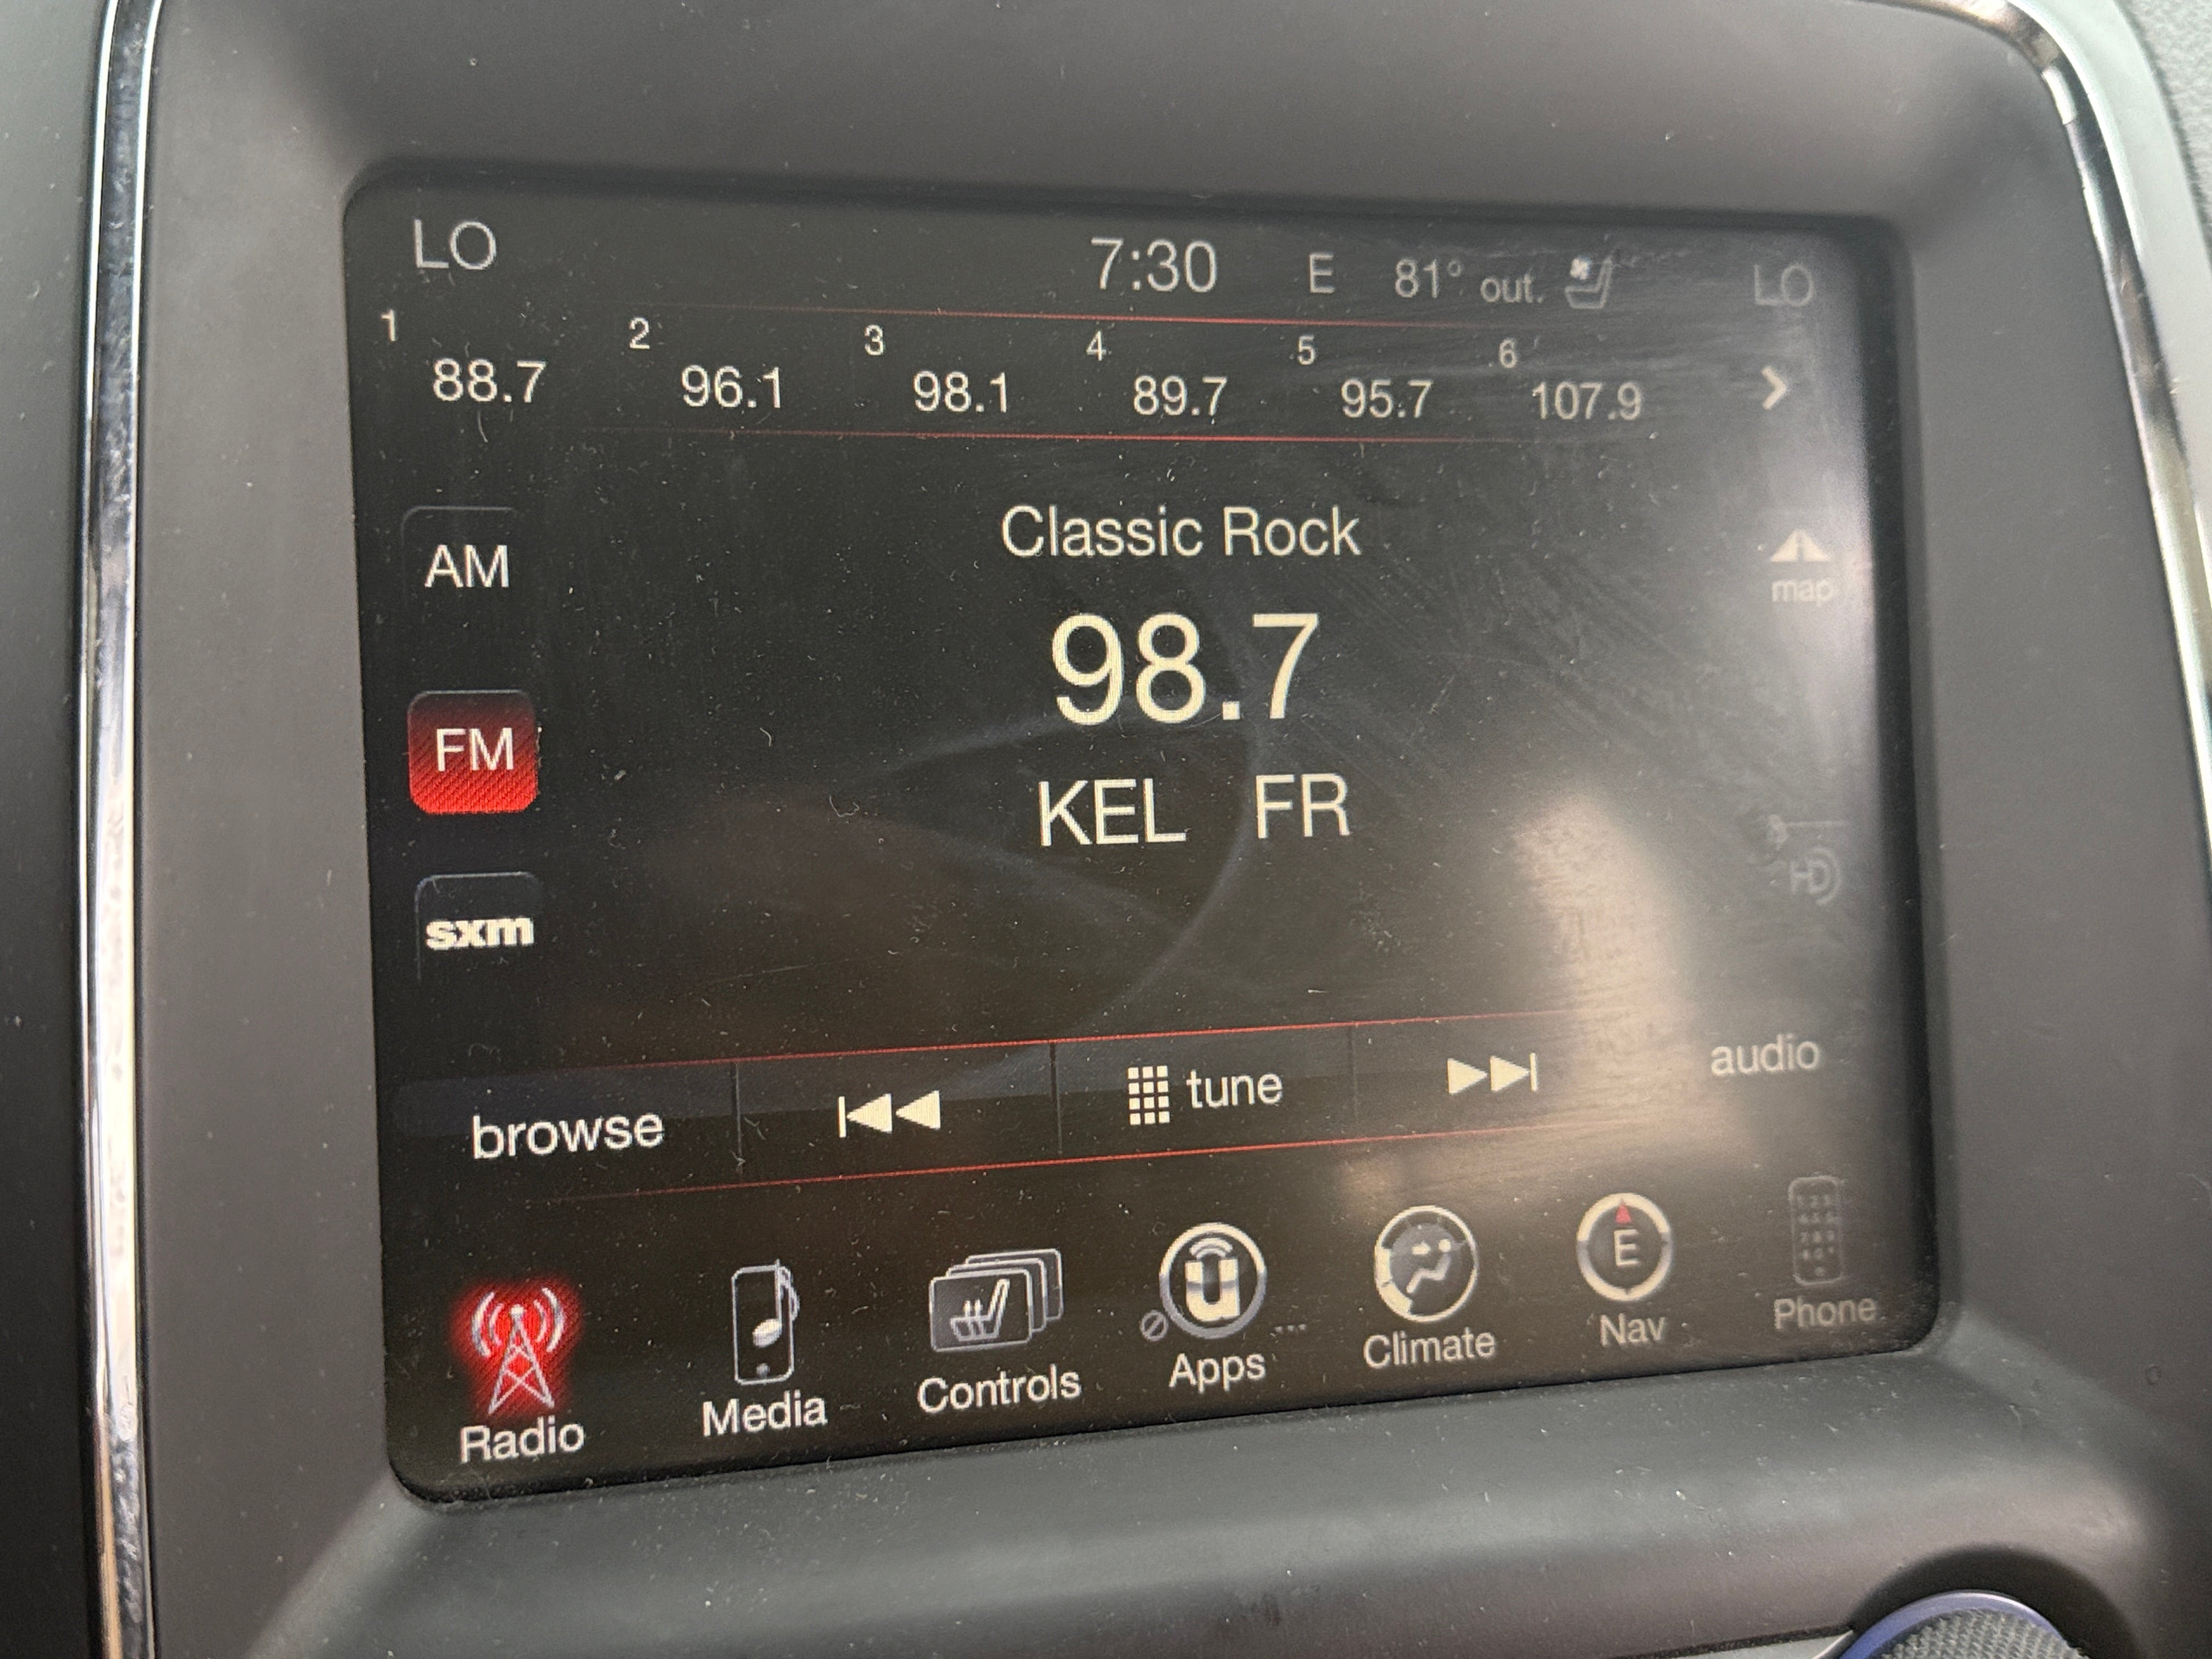 LO 7:30 E 81° out. LO
1 2 3 4 5 6
88.7 96.1 98.1 89.7 95.7 107.9
Classic Rock
AM
98.7
map
FM
KEL FR
HD
sxm
browse tune audio
E
Radio Media Controls Apps Climate Nav Phone